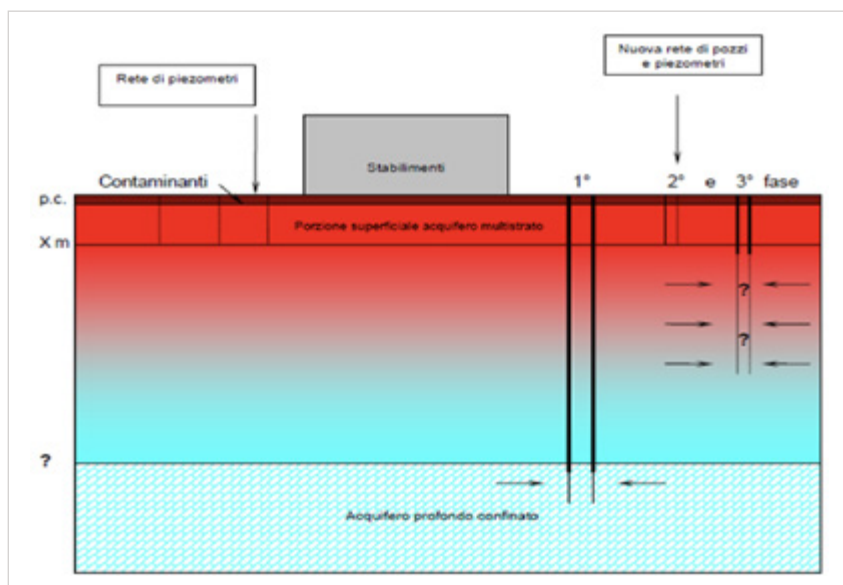 Nuova rete di pozzi
e piezometri
Rete di piezometri
Stabilimenti
Contaminanti
1°
2° e 3° fase
p.c.
Porzione superficiale acquifero multistrato
X m
?
?
?
Acquifero profondo confinato